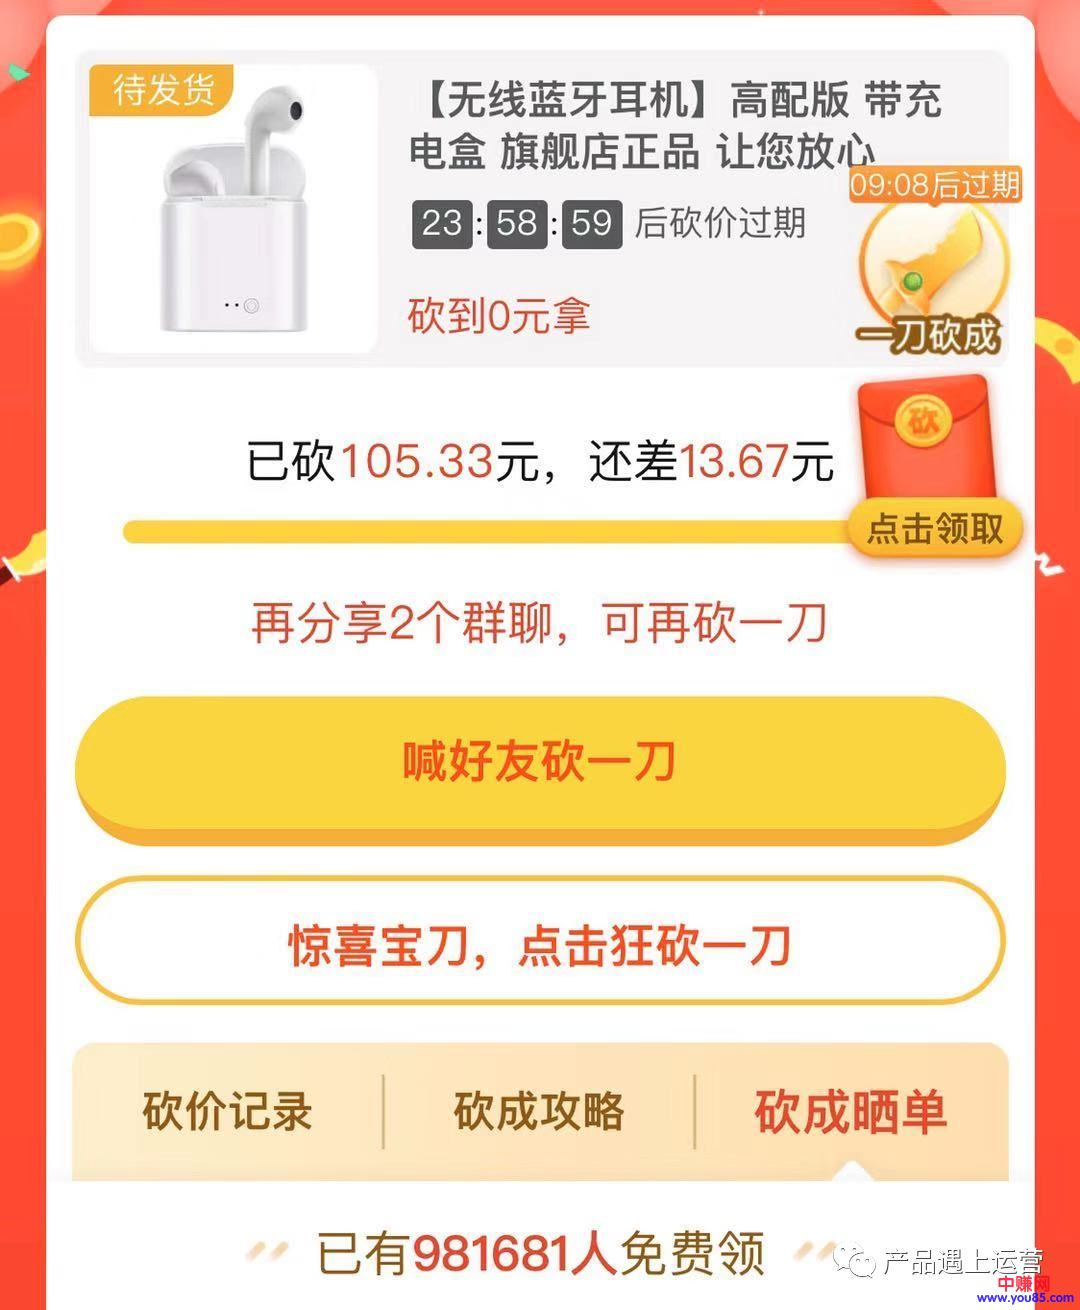 待发货
【无线蓝牙耳机】高配版 带充
电盒 旗舰店正品 让您放心
09:08后过期
23:58:59后砍价过期
砍到0元拿
一刀砍成
砍
已砍105.33元，还差13.67元
点击领取
再分享2个群聊，可再砍一刀
喊好友砍一刀
惊喜宝刀，点击狂砍一刀
砍价记录
砍成攻略
砍成晒单
已有981681人免费领
产品遇上运营
中赚网
www.you85.com